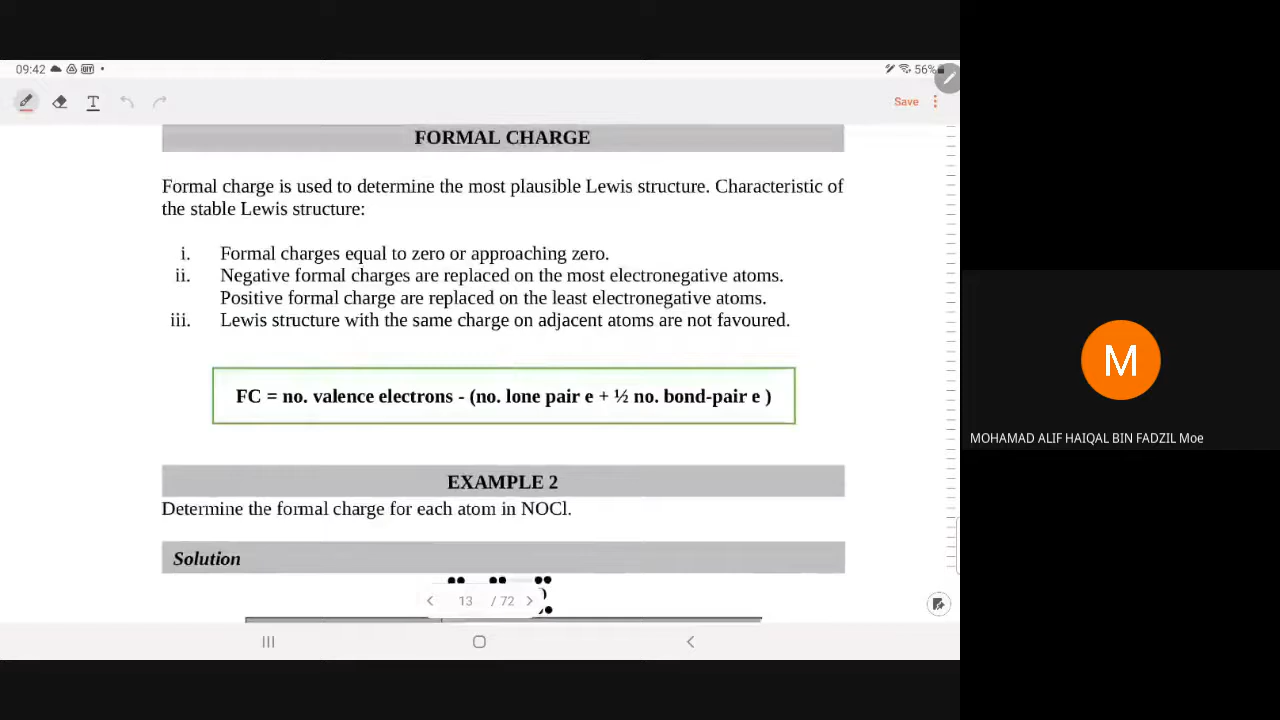 09:42
56%
Save
FORMAL CHARGE
Formal charge is used to determine the most plausible Lewis structure. Characteristic of
the stable Lewis structure:
i. Formal charges equal to zero or approaching zero.
ii. Negative formal charges are replaced on the most electronegative atoms.
Positive formal charge are replaced on the least electronegative atoms.
iii. Lewis structure with the same charge on adjacent atoms are not favoured.
FC = no. valence electrons - (no. lone pair e + ½ no. bond-pair e )
EXAMPLE 2
Determine the formal charge for each atom in NOCl.
Solution
13 / 72
M
MOHAMAD ALIF HAIQAL BIN FADZIL Moe